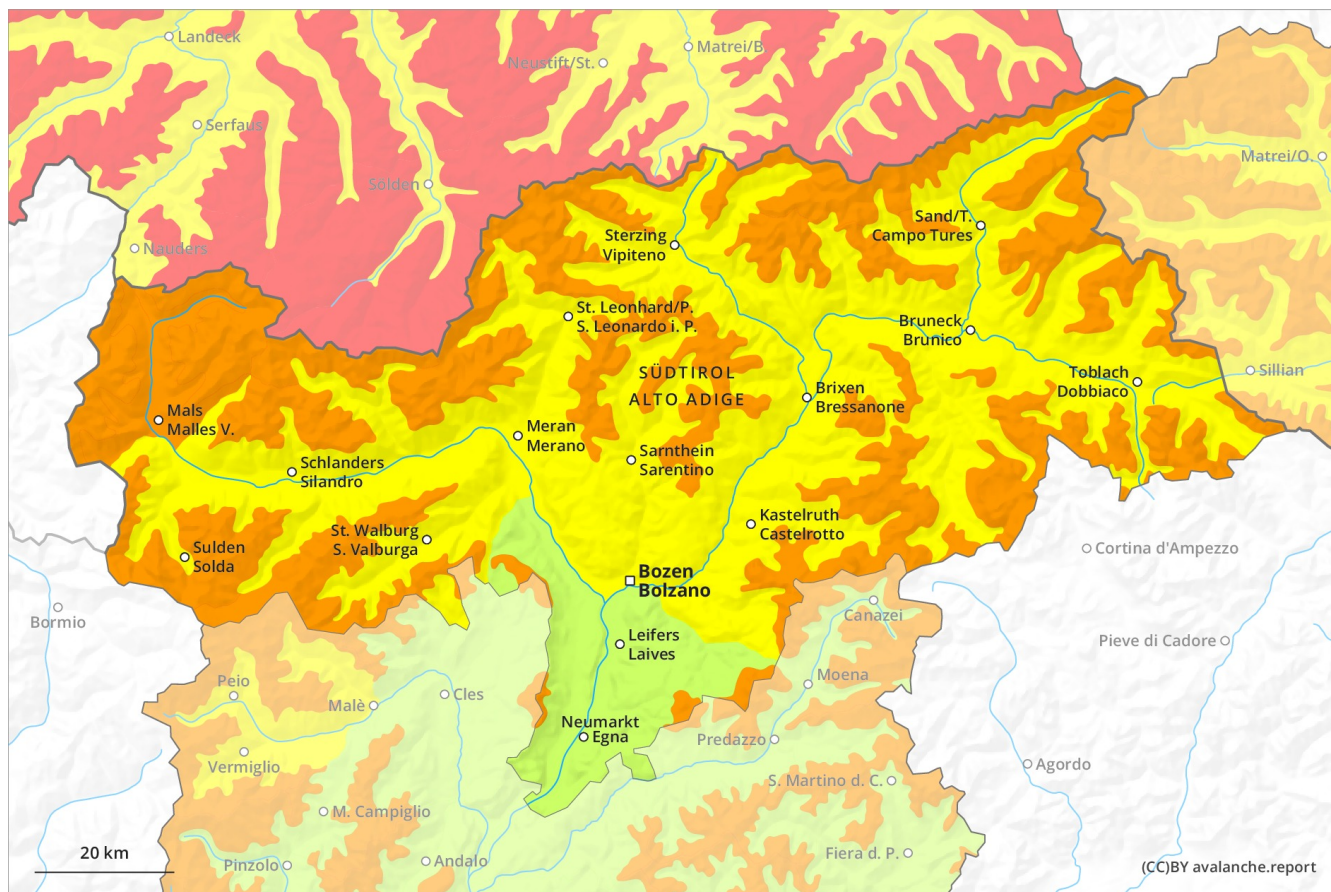 Landeck
Matrei/B
Neustift/St.
Serfaus
Matrei/O.
Sölden
Nauders
Sand/T.
Campo Tures
Sterzing
Vipiteno
St. Leonhard/P.
S. Leonardo i. P.
Bruneck
Brunico
SÜDTIROL
ALTO ADIGE
Toblach
Dobbiaco
Sillian
Brixen
Bressanone
Mals
Malles V.
Meran
Merano
Schlanders
Silandro
Sarnthein
Sarentino
St. Walburg
S. Valburga
Kastelruth
Castelrotto
Sulden
Solda
Cortina d'Ampezzo
Bozen
Bolzano
Bormio
Canazei
Leifers
Laives
Pieve di Cadore
Peio
Moena
Malè
Cles
Neumarkt
Egna
Predazzo
Vermiglio
Agordo
S. Martino d. C.
M. Campiglio
20 km
Pinzolo
Andalo
Fiera d. P.
(CC)BY avalanche.report